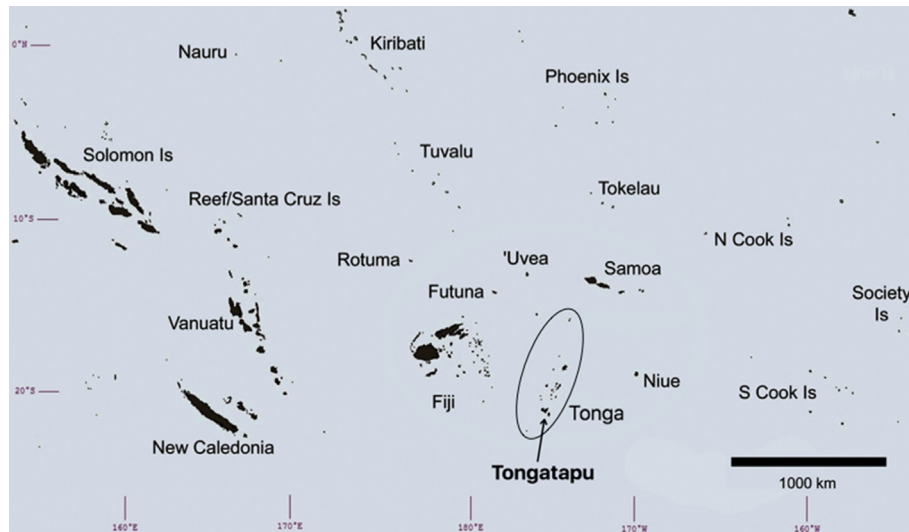 0°N
Nauru
Kiribati
Phoenix Is
Solomon Is
Tuvalu
Reef/Santa Cruz Is
Tokelau
10°S
N Cook Is
Rotuma
'Uvea
Samoa
Futuna
Society
Is
Vanuatu
20°S
Niue
Fiji
Tonga
S Cook Is
New Caledonia
Tongatapu
1000 km
160°E
170°E
180°E
170°W
160°W